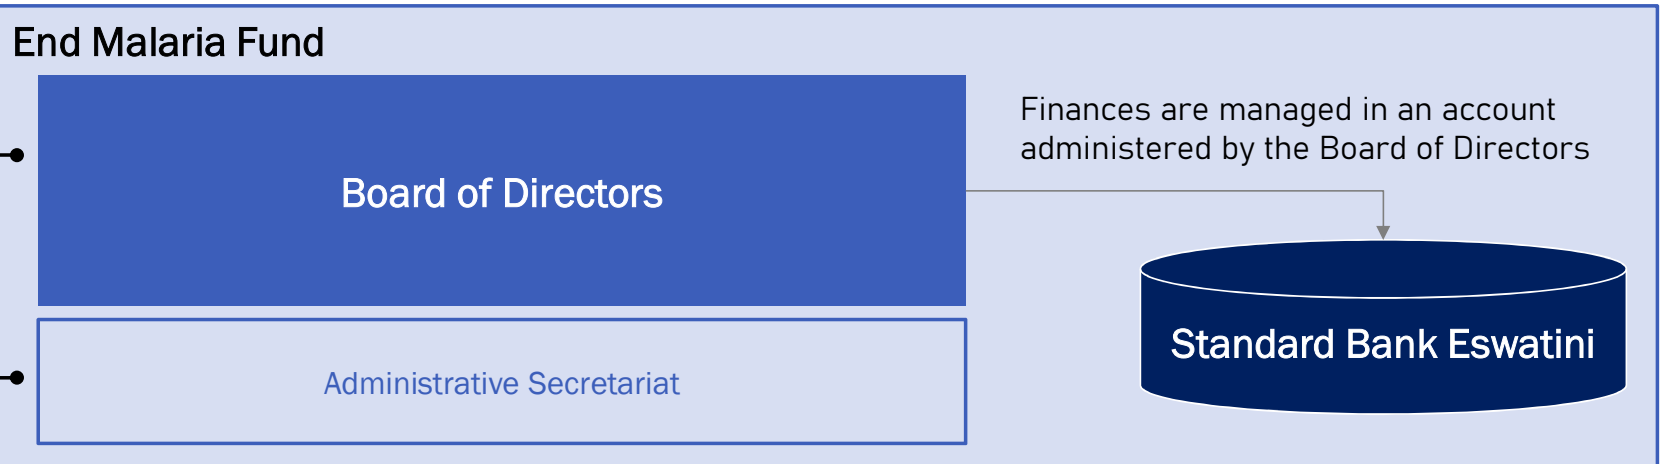 End Malaria Fund
Finances are managed in an account
administered by the Board of Directors
Board of Directors
Standard Bank Eswatini
Administrative Secretariat